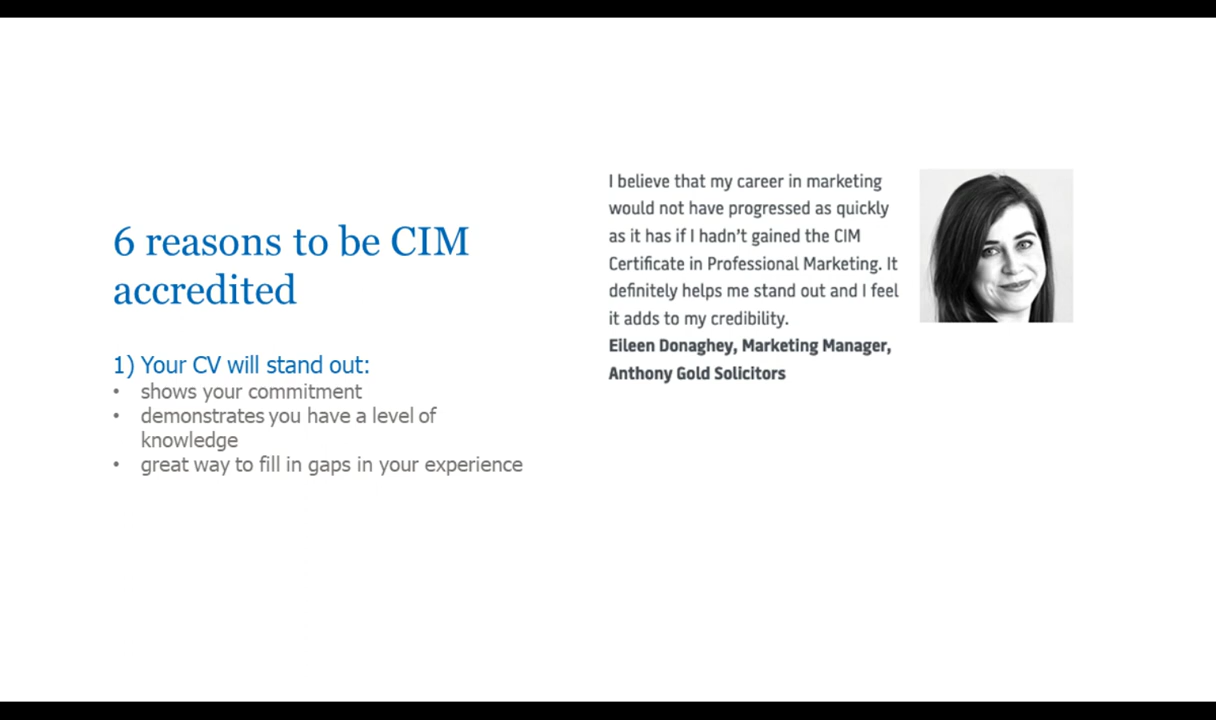 6 reasons to be CIM
accredited
1) Your CV will stand out:
• shows your commitment
• demonstrates you have a level of
knowledge
• great way to fill in gaps in your experience
I believe that my career in marketing
would not have progressed as quickly
as it has if I hadn't gained the CIM
Certificate in Professional Marketing. It
definitely helps me stand out and I feel
it adds to my credibility.
Eileen Donaghey, Marketing Manager,
Anthony Gold Solicitors